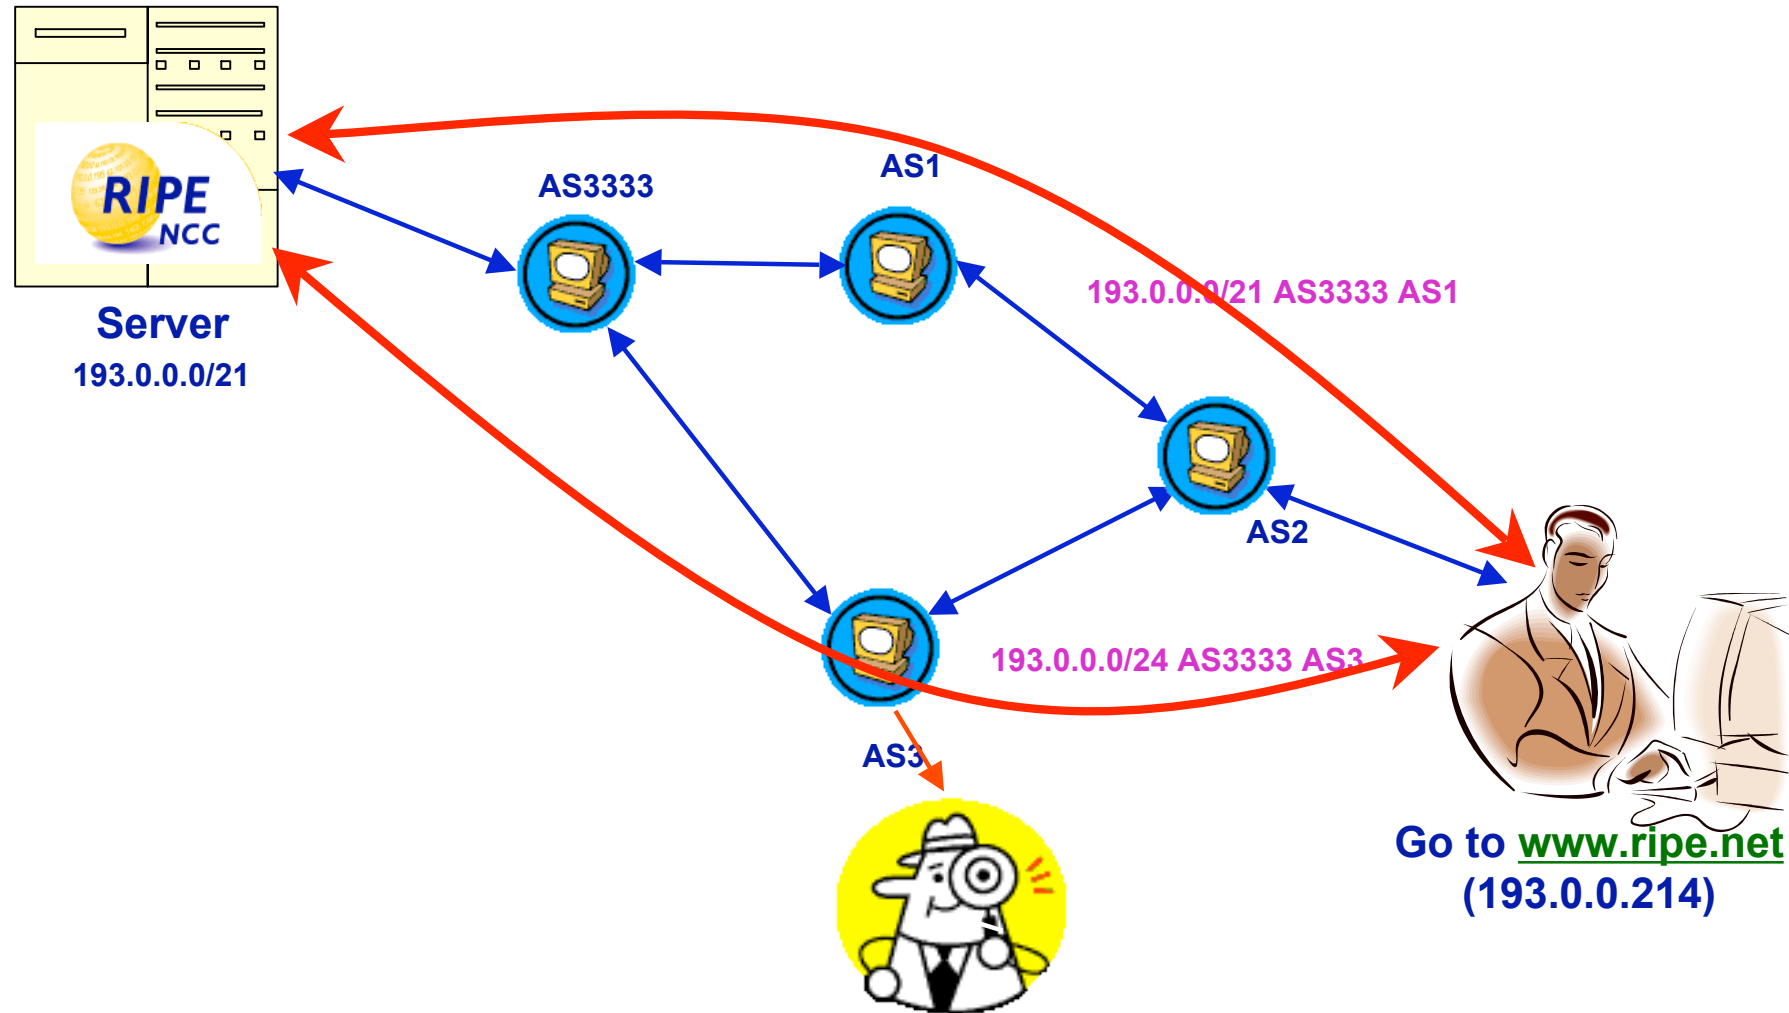 AS1
AS3333
RIPE
NCC
193.0.0.0/21 AS3333 AS1
Server
193.0.0.0/21
AS2
193.0.0.0/24 AS3333 AS3
AS3
Go to www.ripe.net
(193.0.0.214)